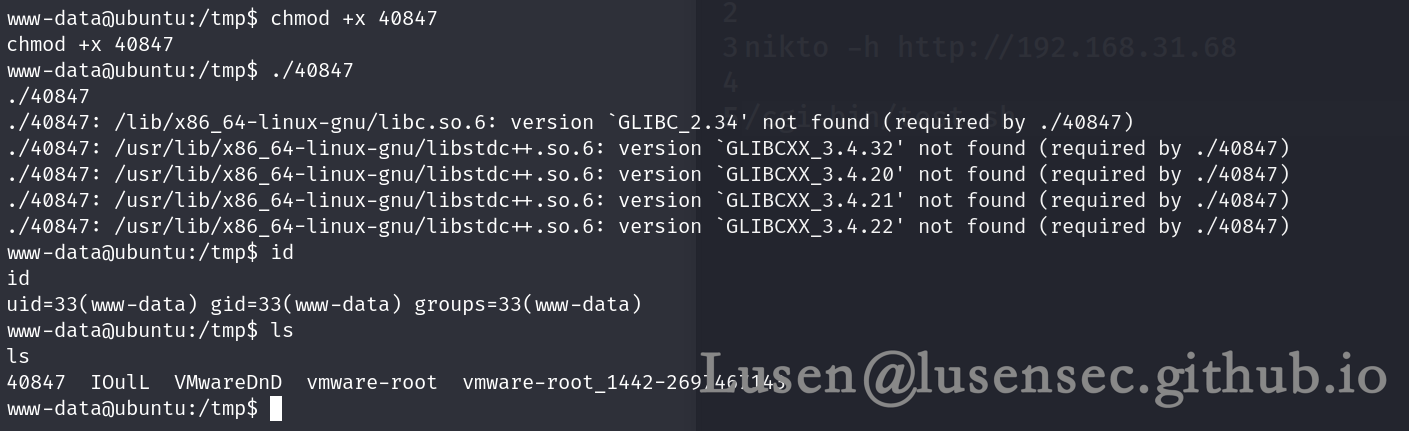 www-data@ubuntu:/tmp$ chmod +x 40847
chmod +x 40847
www-data@ubuntu:/tmp$ ./40847
./40847
./40847: /lib/x86_64-linux-gnu/libc.so.6: version `GLIBC_2.34' not found (required by ./40847)
./40847: /usr/lib/x86_64-linux-gnu/libstdc++.so.6: version `GLIBCXX_3.4.32' not found (required by ./40847)
./40847: /usr/lib/x86_64-linux-gnu/libstdc++.so.6: version `GLIBCXX_3.4.20' not found (required by ./40847)
./40847: /usr/lib/x86_64-linux-gnu/libstdc++.so.6: version `GLIBCXX_3.4.21' not found (required by ./40847)
./40847: /usr/lib/x86_64-linux-gnu/libstdc++.so.6: version `GLIBCXX_3.4.22' not found (required by ./40847)
www-data@ubuntu:/tmp$ id
id
uid=33(www-data) gid=33(www-data) groups=33(www-data)
www-data@ubuntu:/tmp$ ls
ls
40847  IOulL  VMwareDnD  vmware-root
www-data@ubuntu:/tmp$
2
3 nikto -h http://192.168.31.68
4
Lusen@lusensec.github.io